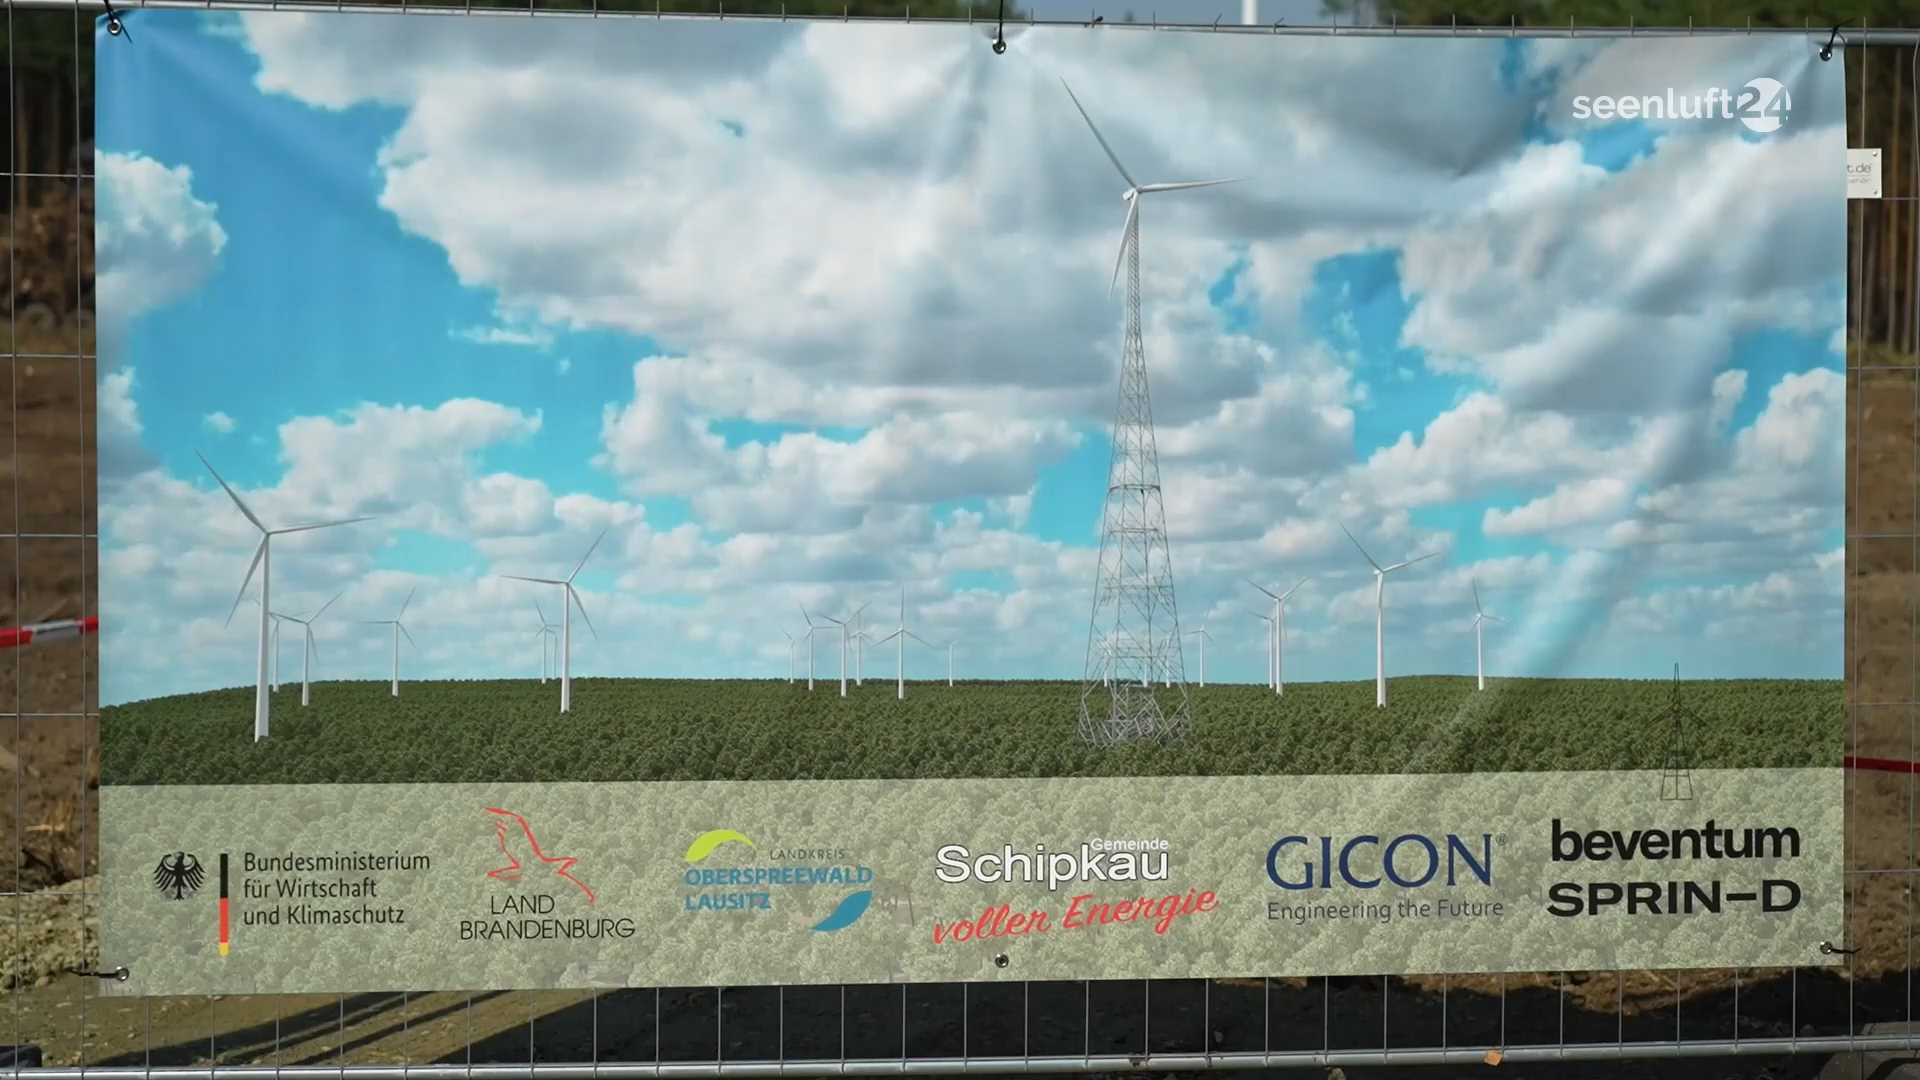 seenluft24
t.de
Bundesministerium
für Wirtschaft
und Klimaschutz
LAND
BRANDENBURG
LANDKREIS
OBERSPREEWALD
LAUSITZ
Gemeinde
Schipkau
voller Energie
GICON®
Engineering the Future
beventum
SPRIN–D